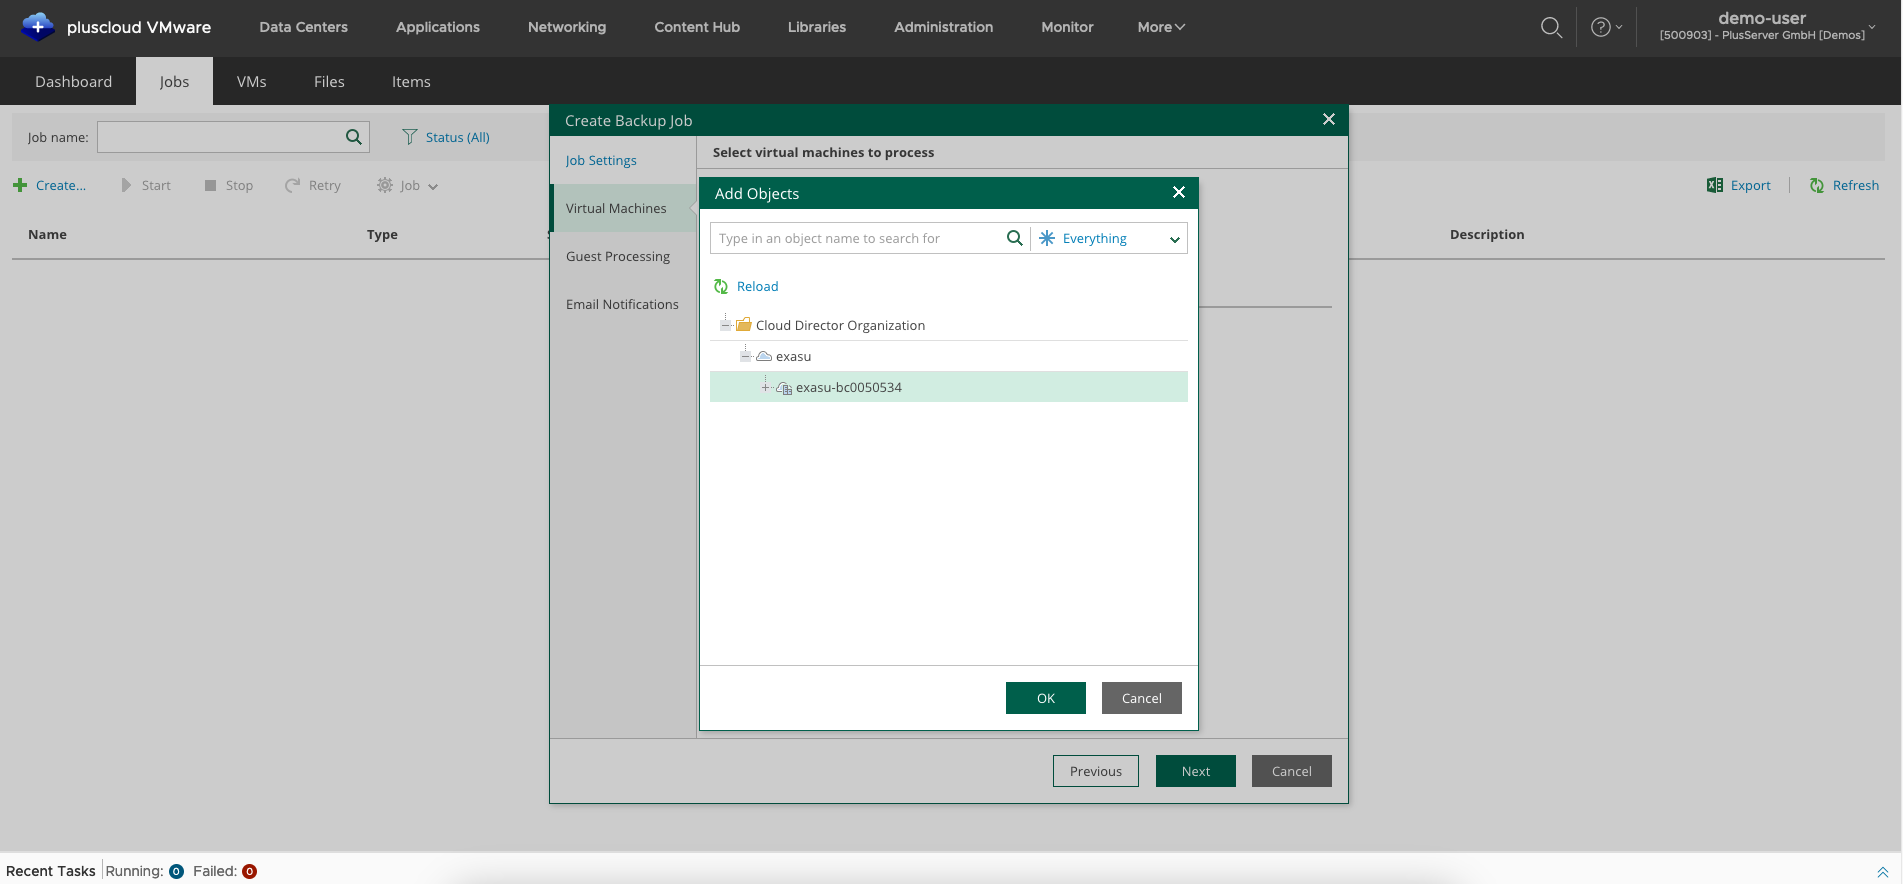 pluscloud VMware Data Centers Applications Networking Content Hub Libraries Administration Monitor More demo-user
[500903] - PlusServer GmbH [Demos]
Dashboard Jobs VMs Files Items
Create Backup Job
Job name: Status (All)
Job Settings Select virtual machines to process
Create... Start Stop Retry Job Export Refresh
Add Objects
Virtual Machines
Name Type Description
Type in an object name to search for Everything
Guest Processing
Reload
Email Notifications
Cloud Director Organization
exasu
exasu-bc0050534
OK Cancel
Previous Next Cancel
Recent Tasks Running: 0 Failed: 0